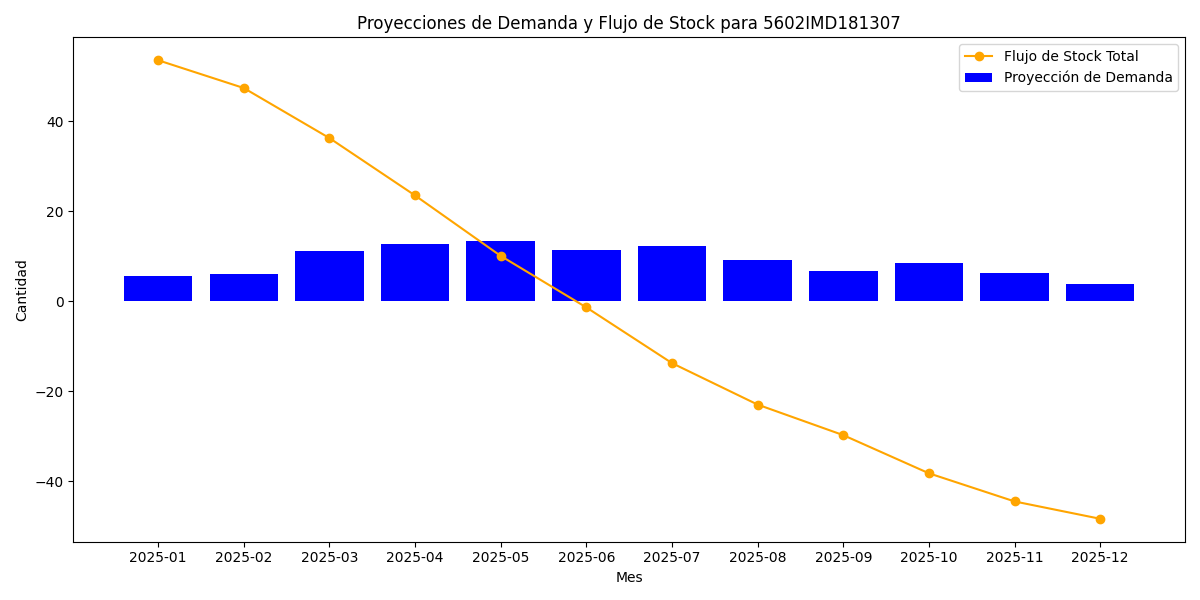 Proyecciones de Demanda y Flujo de Stock para 5602IMD181307
Flujo de Stock Total
Proyección de Demanda
Cantidad
40
20
0
−20
−40
2025-01 2025-02 2025-03 2025-04 2025-05 2025-06 2025-07 2025-08 2025-09 2025-10 2025-11 2025-12
Mes